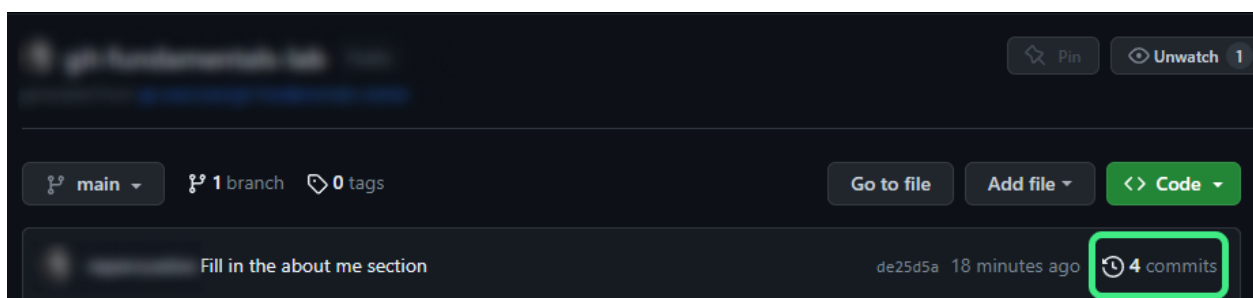 Pin Unwatch 1
main 1 branch 0 tags Go to file Add file <> Code
Fill in the about me section de25d5a 18 minutes ago 4 commits